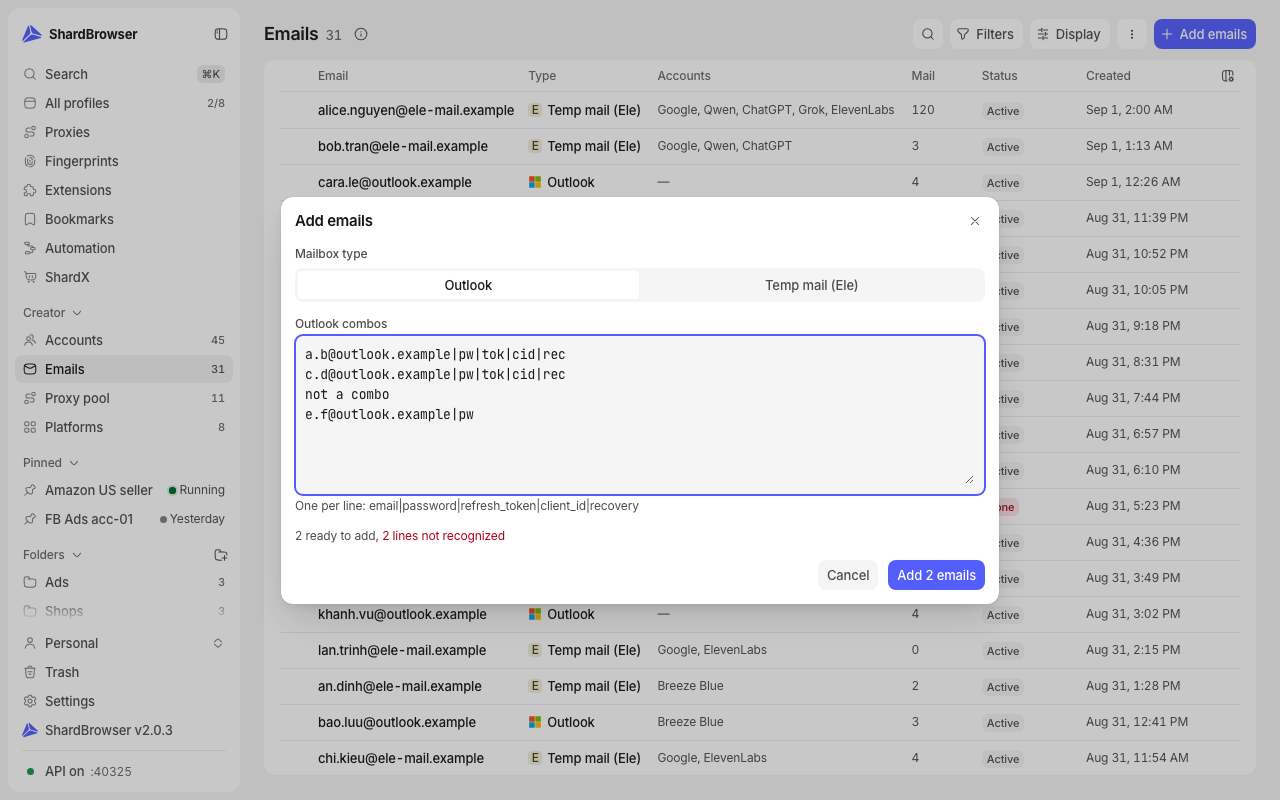 ShardBrowser
Search ⌘K
All profiles 2/8
Proxies
Fingerprints
Extensions
Bookmarks
Automation
ShardX
Creator
Accounts 45
Emails 31
Proxy pool 11
Platforms 8
Pinned
Amazon US seller Running
FB Ads acc-01 Yesterday
Folders
Ads 3
Shops 3
Personal
Trash
Settings
ShardBrowser v2.0.3
API on :40325
Emails 31
Filters
Display
Add emails
Email Type Accounts Mail Status Created
alice.nguyen@ele-mail.example E Temp mail (Ele) Google, Qwen, ChatGPT, Grok, ElevenLabs 120 Active Sep 1, 2:00 AM
bob.tran@ele-mail.example E Temp mail (Ele) Google, Qwen, ChatGPT 3 Active Sep 1, 1:13 AM
cara.le@outlook.example Outlook — 4 Active Sep 1, 12:26 AM
ctive Aug 31, 11:39 PM
ctive Aug 31, 10:52 PM
ctive Aug 31, 10:05 PM
ctive Aug 31, 9:18 PM
ctive Aug 31, 8:31 PM
ctive Aug 31, 7:44 PM
ctive Aug 31, 6:57 PM
ctive Aug 31, 6:10 PM
one Aug 31, 5:23 PM
ctive Aug 31, 4:36 PM
ctive Aug 31, 3:49 PM
khanh.vu@outlook.example Outlook — 4 Active Aug 31, 3:02 PM
lan.trinh@ele-mail.example E Temp mail (Ele) Google, ElevenLabs 0 Active Aug 31, 2:15 PM
an.dinh@ele-mail.example E Temp mail (Ele) Breeze Blue 2 Active Aug 31, 1:28 PM
bao.luu@outlook.example Outlook Breeze Blue 3 Active Aug 31, 12:41 PM
chi.kieu@ele-mail.example E Temp mail (Ele) Google, ElevenLabs 4 Active Aug 31, 11:54 AM
Add emails
Mailbox type
Outlook Temp mail (Ele)
Outlook combos
a.b@outlook.example|pw|tok|cid|rec
c.d@outlook.example|pw|tok|cid|rec
not a combo
e.f@outlook.example|pw
One per line: email|password|refresh_token|client_id|recovery
2 ready to add, 2 lines not recognized
Cancel Add 2 emails